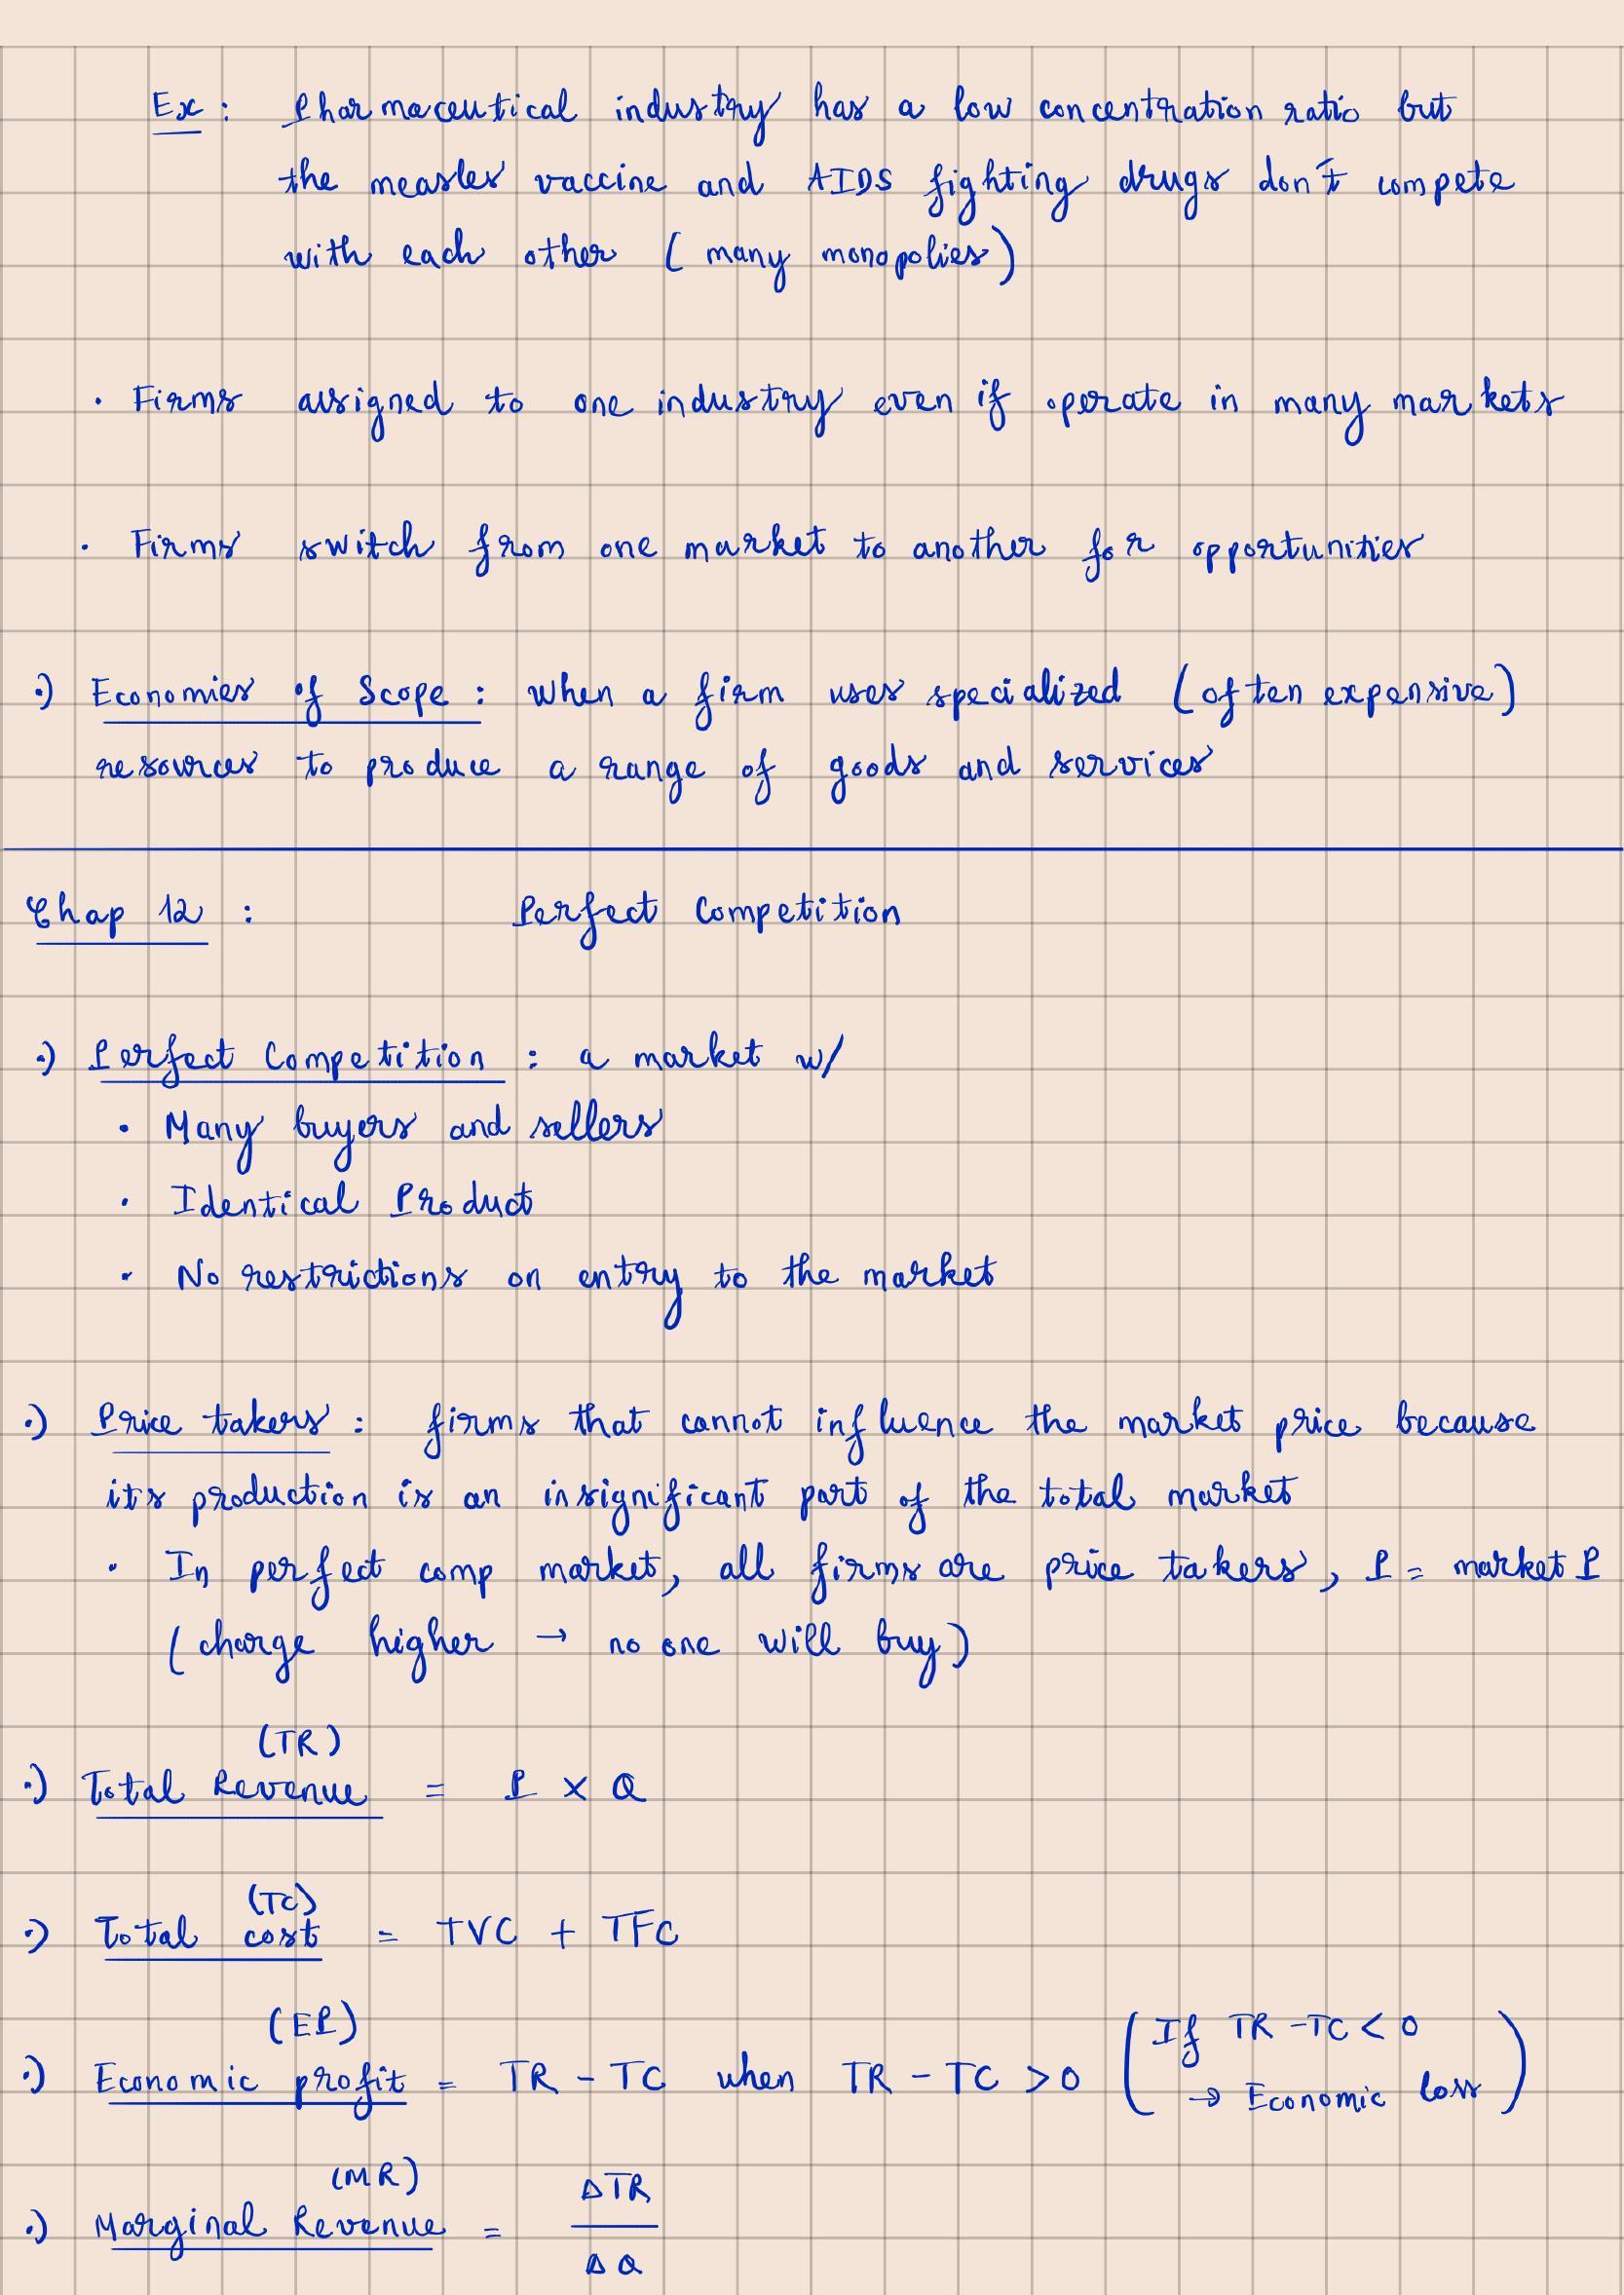 Ex : Pharmaceutical industry has a low concentration ratio but
the measles vaccine and AIDS fighting drugs don't compete
with each other ( many monopolies )
· Firms assigned to one industry even if operate in many markets
· Firms switch from one market to another for opportunities
·) Economies of Scope : when a firm uses specialized ( often expensive )
resources to produce a range of goods and services
Chap 12 : Perfect Competition
·) Perfect Competition : a market w/
· Many buyers and sellers
· Identical Product
· No restrictions on entry to the market
·) Price takers : firms that cannot influence the market price because
its production is an insignificant part of the total market
· In perfect comp market, all firms are price takers, P = market P
( charge higher → no one will buy )
(TR)
·) Total Revenue = P × Q
(TC)
·) Total cost = TVC + TFC
(EP)
·) Economic profit = TR - TC when TR - TC > 0 ( If TR - TC < 0
→ Economic loss )
(MR)
·) Marginal Revenue = ΔTR
ΔQ